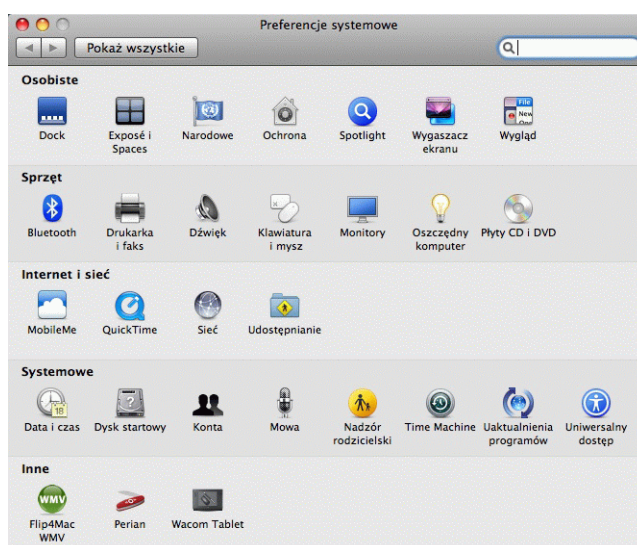 Preferencje systemowe
Pokaż wszystkie
Osobiste
Dock Exposé i Spaces Narodowe Ochrona Spotlight Wygaszacz ekranu Wygląd
Sprzęt
Bluetooth Drukarka i faks Dźwięk Klawiatura i mysz Monitory Oszczędny komputer Płyty CD i DVD
Internet i sieć
MobileMe QuickTime Sieć Udostępnianie
Systemowe
Data i czas Dysk startowy Konta Mowa Nadzór rodzicielski Time Machine Uaktualnienia programów Uniwersalny dostęp
Inne
WMV
Flip4Mac WMV Perian Wacom Tablet